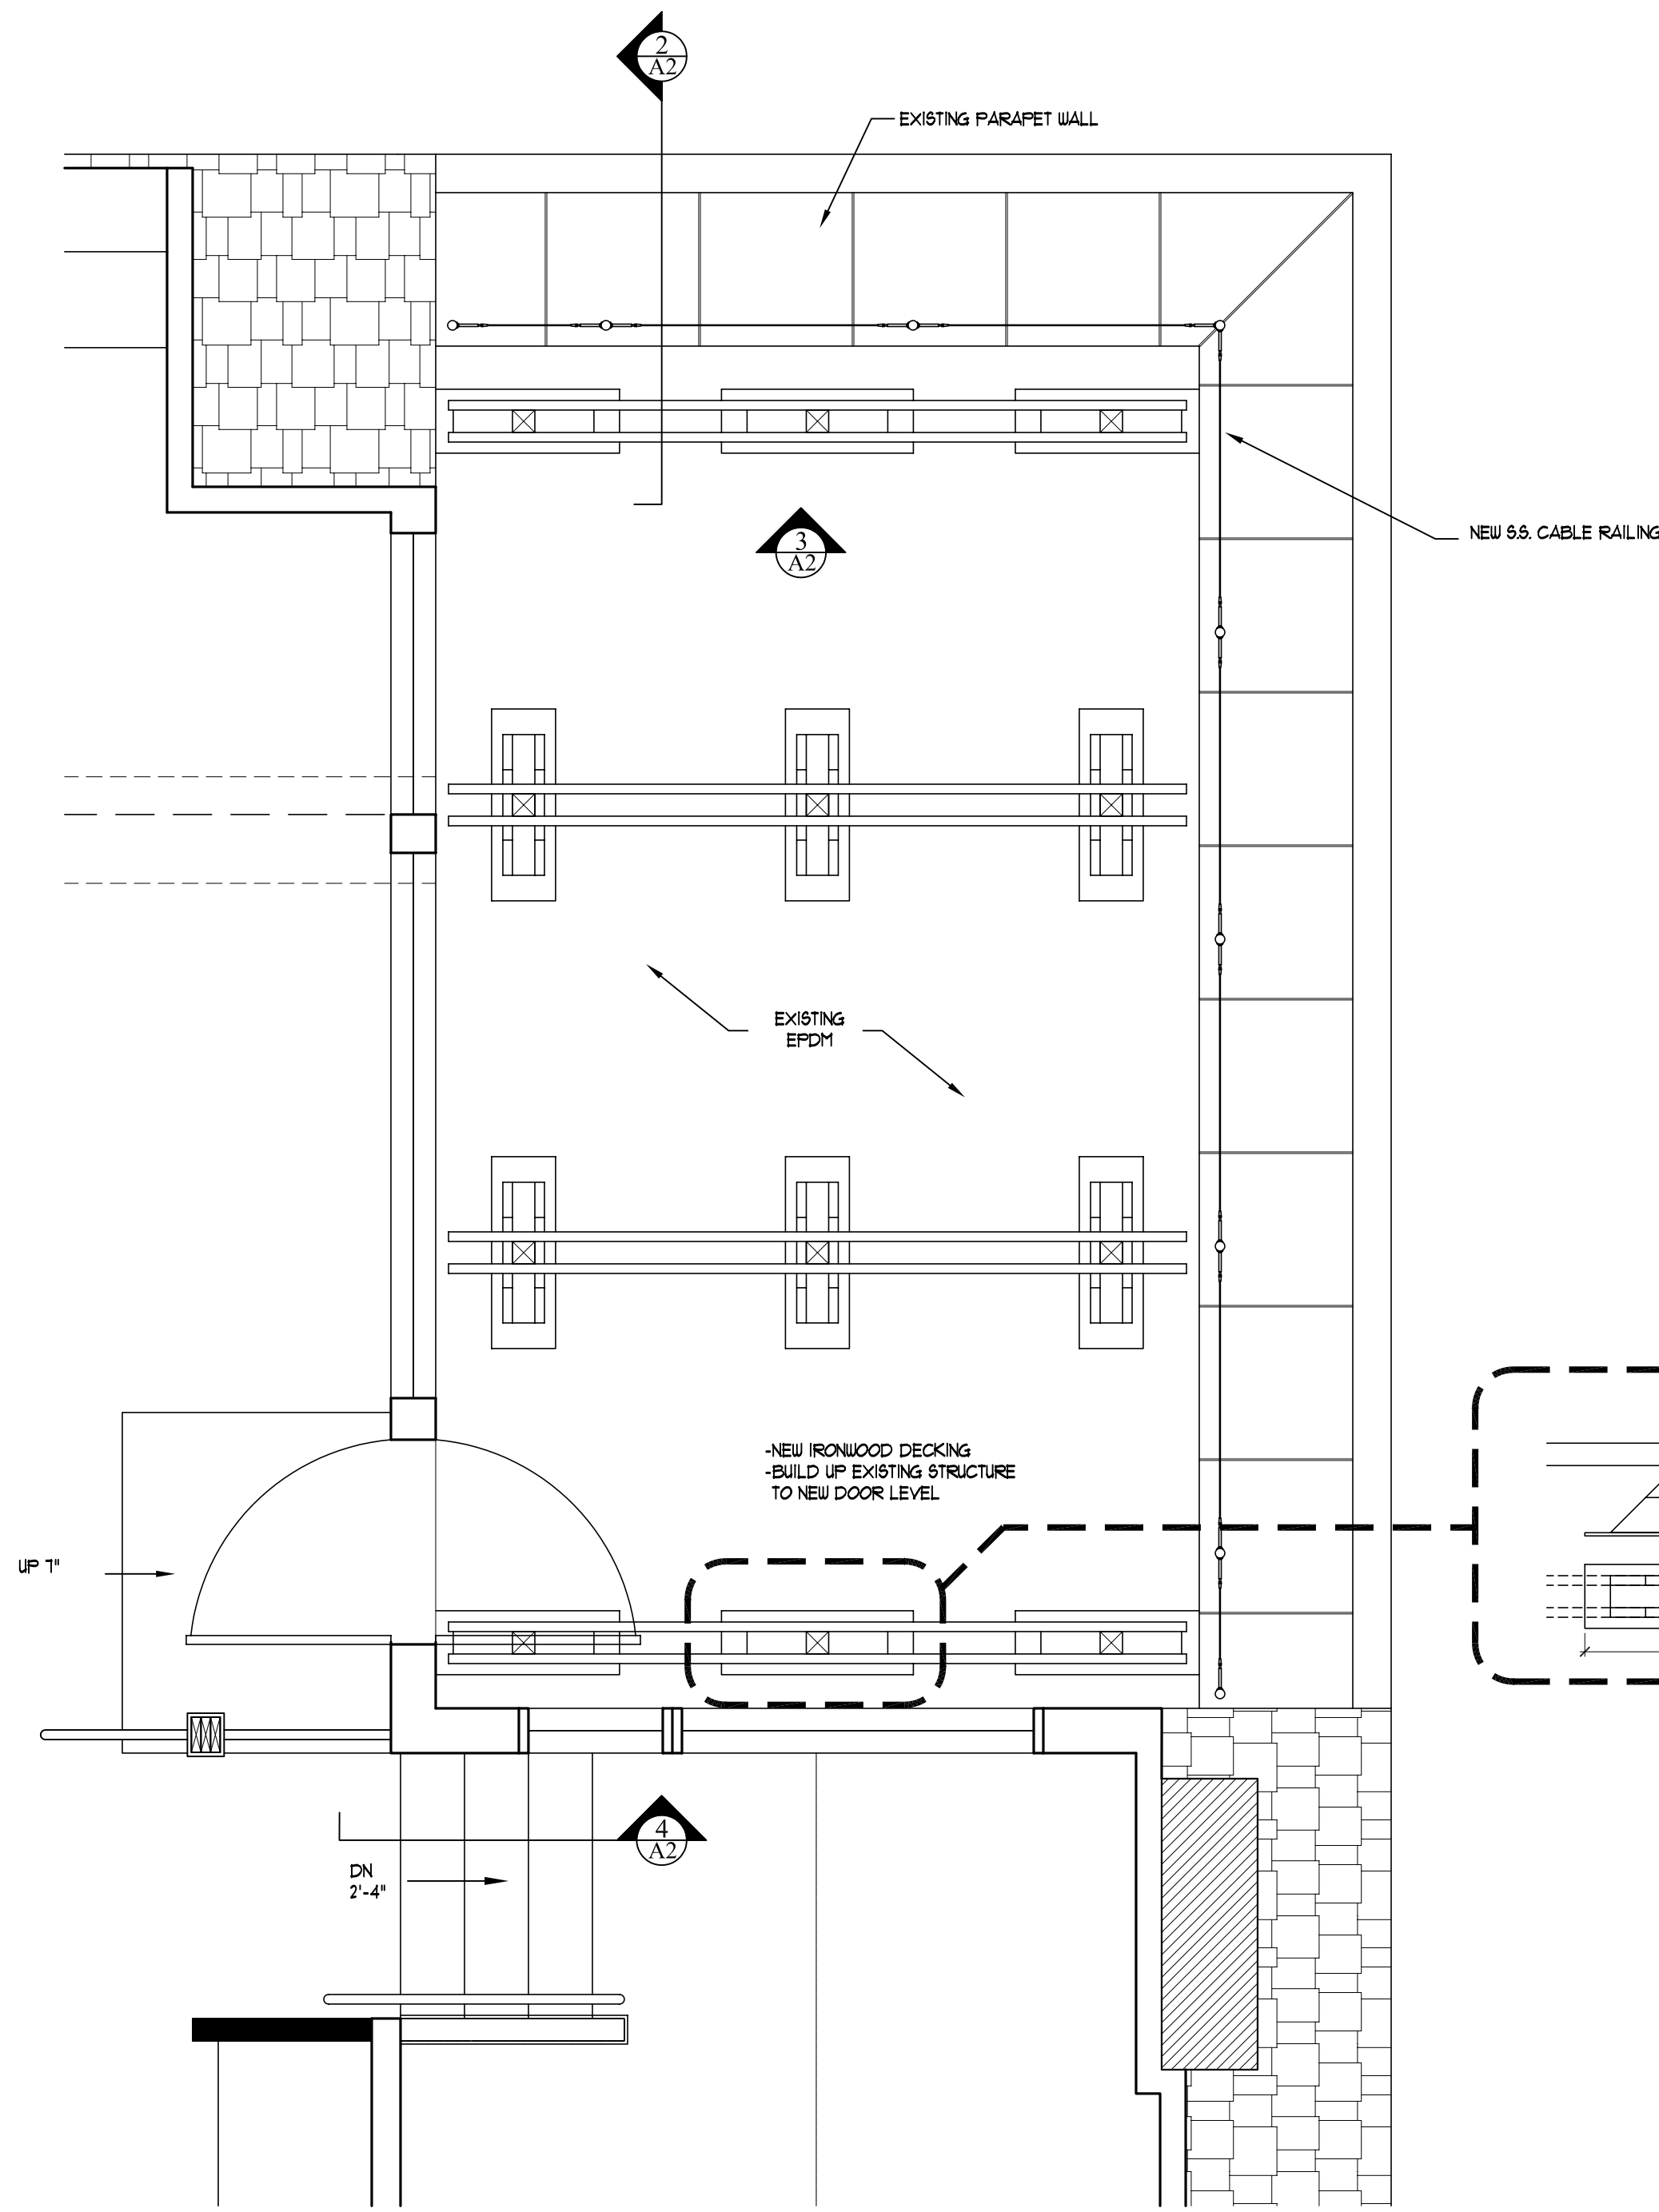 2
A2
EXISTING PARAPET WALL
NEW S.S. CABLE RAILING
3
A2
EXISTING
EPDM
-NEW IRONWOOD DECKING
-BUILD UP EXISTING STRUCTURE
TO NEW DOOR LEVEL
UP 7"
4
A2
DN
2'-4"